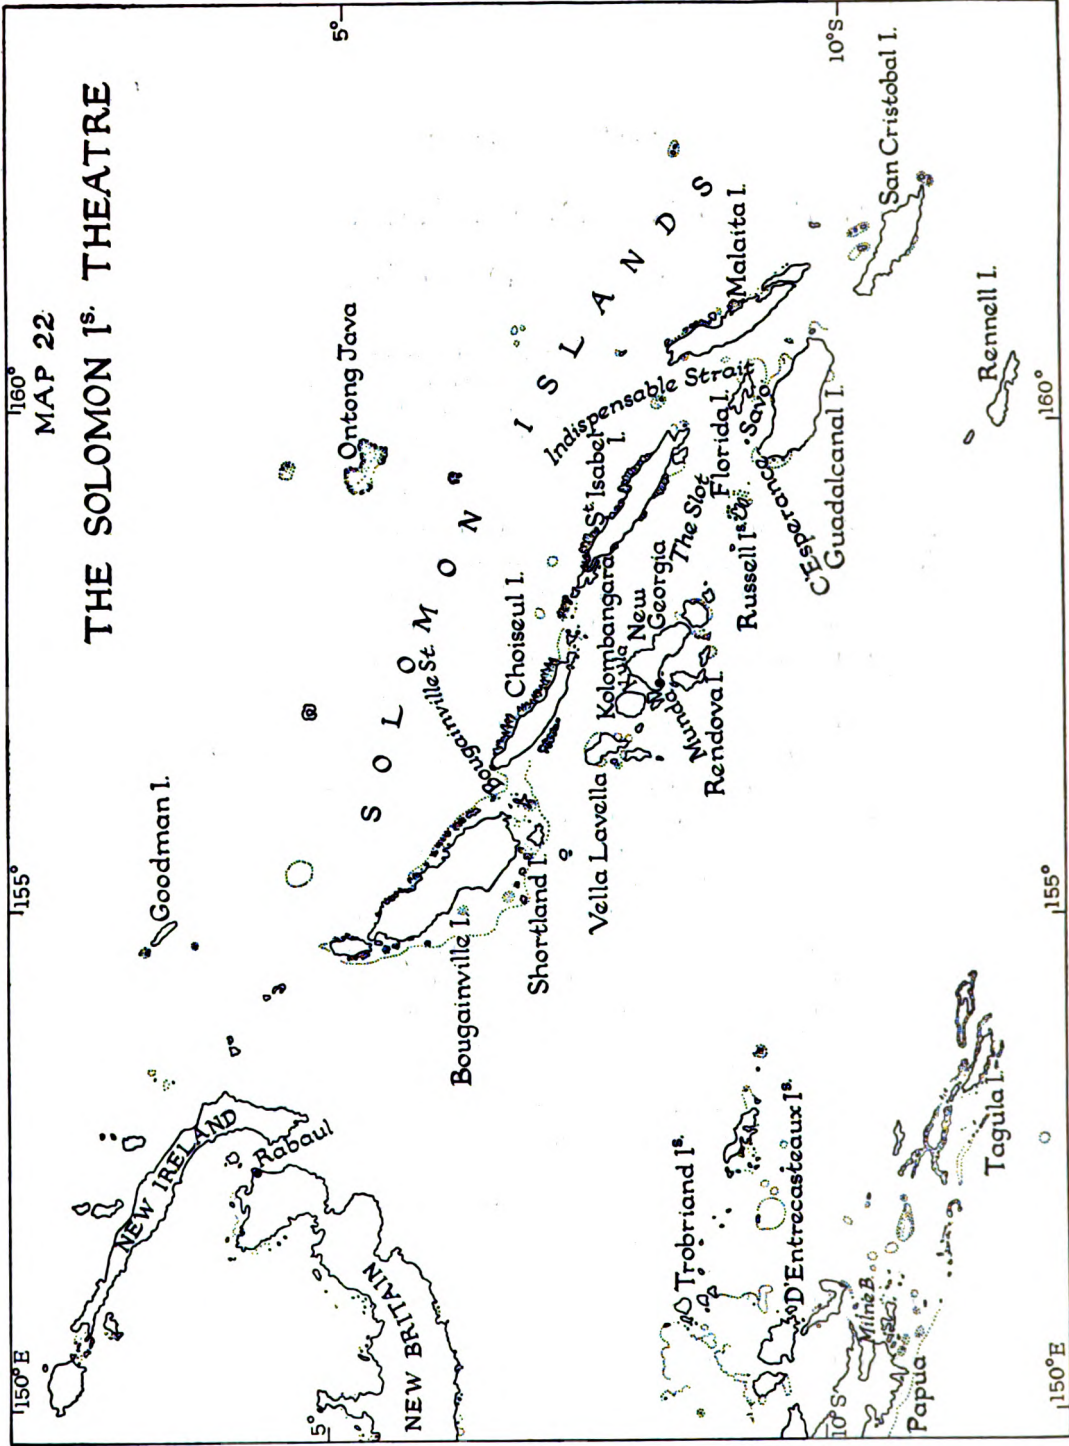 MAP 22
THE SOLOMON Is. THEATRE
150°E
155°
160°
5°
5°
10°S
10°S
150°E
155°
160°
NEW IRELAND
Rabaul
NEW BRITAIN
Goodman I.
Ontong Java
SOLOMON ISLANDS
Bougainville St.
Bougainville I.
Choiseul I.
Shortland I.
Vella Lavella
Kolombangara
New
Georgia
Munda
Rendova I.
St. Isabel
I.
Indispensable Strait
The Slot
Florida I.
Savo
Russell Is.
C. Esperance
Guadalcanal I.
Malaita I.
San Cristobal I.
Rennell I.
Trobriand Is.
D'Entrecasteaux Is.
Milne B.
Papua
Tagula I.